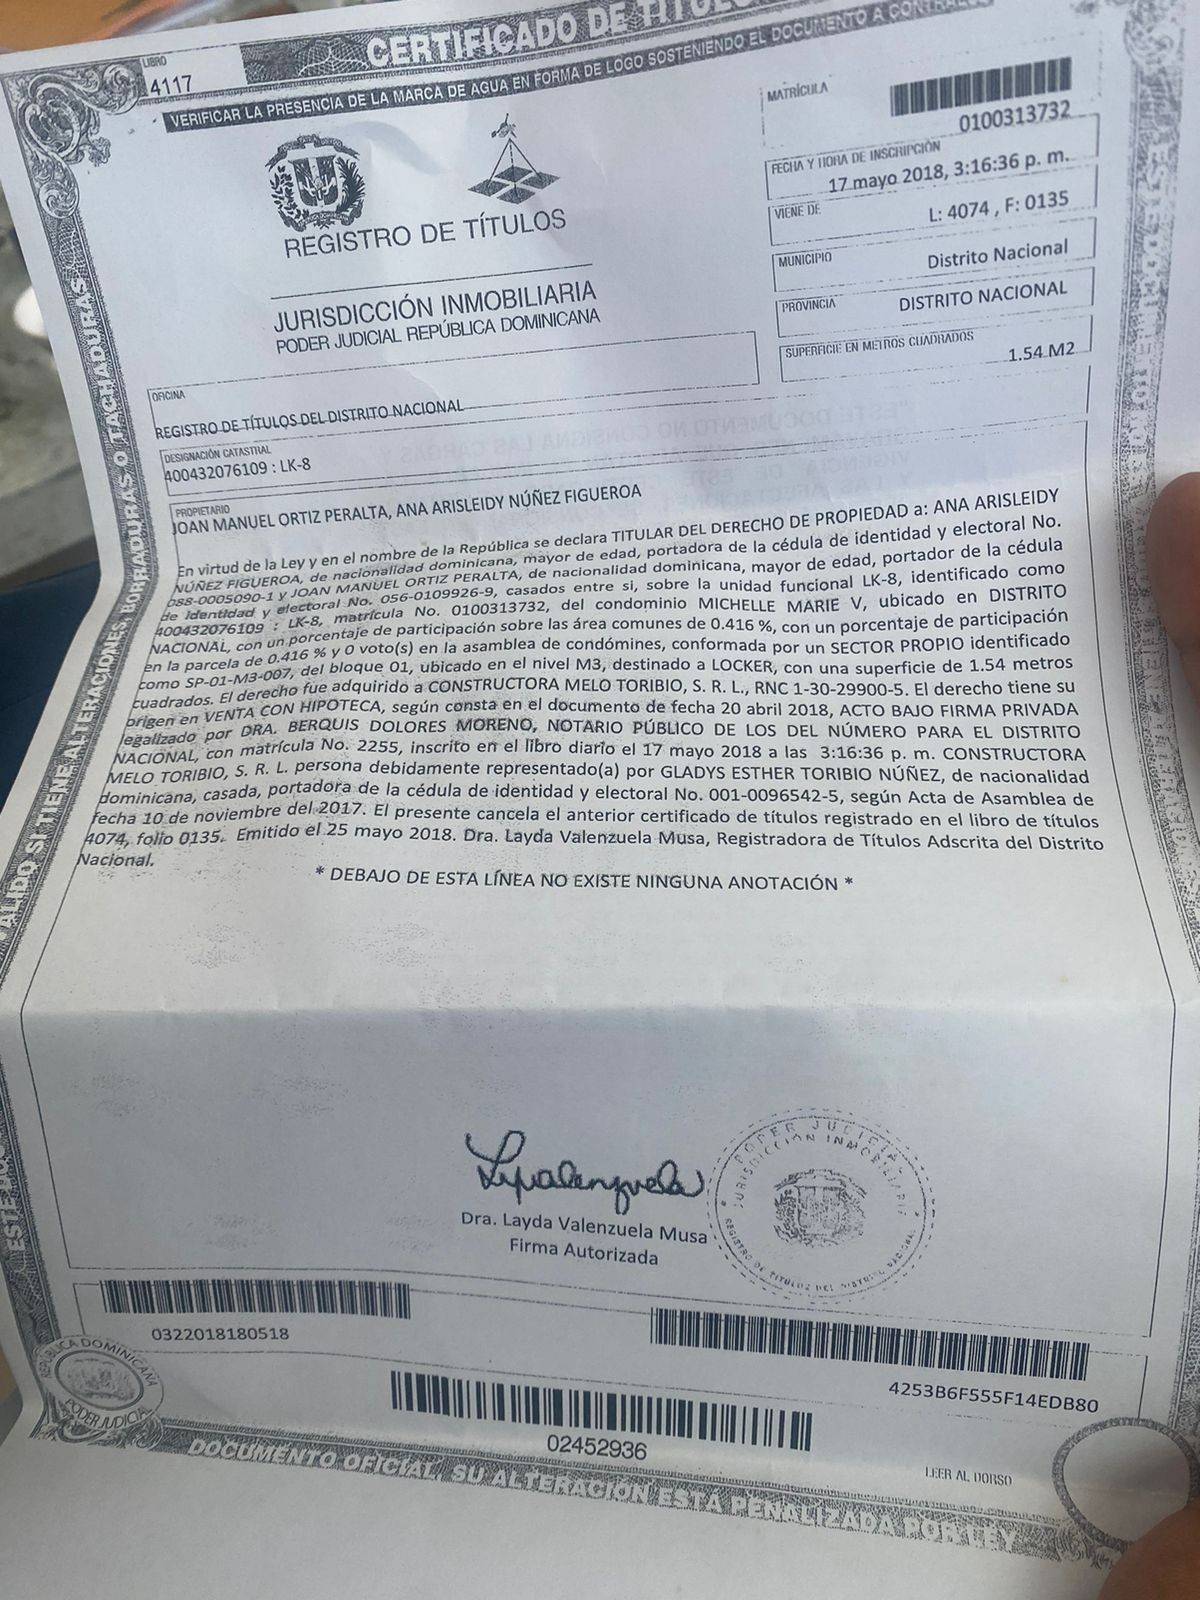 LIBRO
4117
CERTIFICADO DE TÍTULO
VERIFICAR LA PRESENCIA DE LA MARCA DE AGUA EN FORMA DE LOGO SOSTENIENDO EL DOCUMENTO A CONTRALUZ
MATRÍCULA
0100313732
FECHA Y HORA DE INSCRIPCIÓN
17 mayo 2018, 3:16:36 p. m.
VIENE DE
L: 4074 , F: 0135
MUNICIPIO
Distrito Nacional
PROVINCIA
DISTRITO NACIONAL
SUPERFICIE EN METROS CUADRADOS
1.54 M2
REGISTRO DE TÍTULOS
JURISDICCIÓN INMOBILIARIA
PODER JUDICIAL REPÚBLICA DOMINICANA
OFICINA
REGISTRO DE TÍTULOS DEL DISTRITO NACIONAL
DESIGNACIÓN CATASTRAL
400432076109 : LK-8
PROPIETARIO
JOAN MANUEL ORTIZ PERALTA, ANA ARISLEIDY NÚÑEZ FIGUEROA
En virtud de la Ley y en el nombre de la República se declara TITULAR DEL DERECHO DE PROPIEDAD a: ANA ARISLEIDY
NÚÑEZ FIGUEROA, de nacionalidad dominicana, mayor de edad, portadora de la cédula de identidad y electoral No.
088-0005090-1 y JOAN MANUEL ORTIZ PERALTA, de nacionalidad dominicana, mayor de edad, portador de la cédula
de identidad y electoral No. 056-0109926-9, casados entre si, sobre la unidad funcional LK-8, identificado como
400432076109 : LK-8, matrícula No. 0100313732, del condominio MICHELLE MARIE V, ubicado en DISTRITO
NACIONAL, con un porcentaje de participación sobre las área comunes de 0.416 %, con un porcentaje de participación
en la parcela de 0.416 % y 0 voto(s) en la asamblea de condómines, conformada por un SECTOR PROPIO identificado
como SP-01-M3-007, del bloque 01, ubicado en el nivel M3, destinado a LOCKER, con una superficie de 1.54 metros
cuadrados. El derecho fue adquirido a CONSTRUCTORA MELO TORIBIO, S. R. L., RNC 1-30-29900-5. El derecho tiene su
origen en VENTA CON HIPOTECA, según consta en el documento de fecha 20 abril 2018, ACTO BAJO FIRMA PRIVADA
legalizado por DRA. BERQUIS DOLORES MORENO, NOTARIO PÚBLICO DE LOS DEL NÚMERO PARA EL DISTRITO
NACIONAL, con matrícula No. 2255, inscrito en el libro diario el 17 mayo 2018 a las 3:16:36 p. m. CONSTRUCTORA
MELO TORIBIO, S. R. L. persona debidamente representado(a) por GLADYS ESTHER TORIBIO NÚÑEZ, de nacionalidad
dominicana, casada, portadora de la cédula de identidad y electoral No. 001-0096542-5, según Acta de Asamblea de
fecha 10 de noviembre del 2017. El presente cancela el anterior certificado de títulos registrado en el libro de títulos
4074, folio 0135. Emitido el 25 mayo 2018. Dra. Layda Valenzuela Musa, Registradora de Títulos Adscrita del Distrito
Nacional.
* DEBAJO DE ESTA LÍNEA NO EXISTE NINGUNA ANOTACIÓN *
Dra. Layda Valenzuela Musa
Firma Autorizada
PODER JUDICIAL
JURISDICCIÓN INMOBILIARIA
REGISTRO DE TITULOS DEL DISTRITO NACIONAL
0322018180518
4253B6F555F14EDB80
02452936
REPÚBLICA DOMINICANA
PODER JUDICIAL
LEER AL DORSO
DOCUMENTO OFICIAL, SU ALTERACIÓN ESTÁ PENALIZADA POR LEY
VALIDO SI TIENE ALTERACIONES, BORRADURAS O TACHADURAS